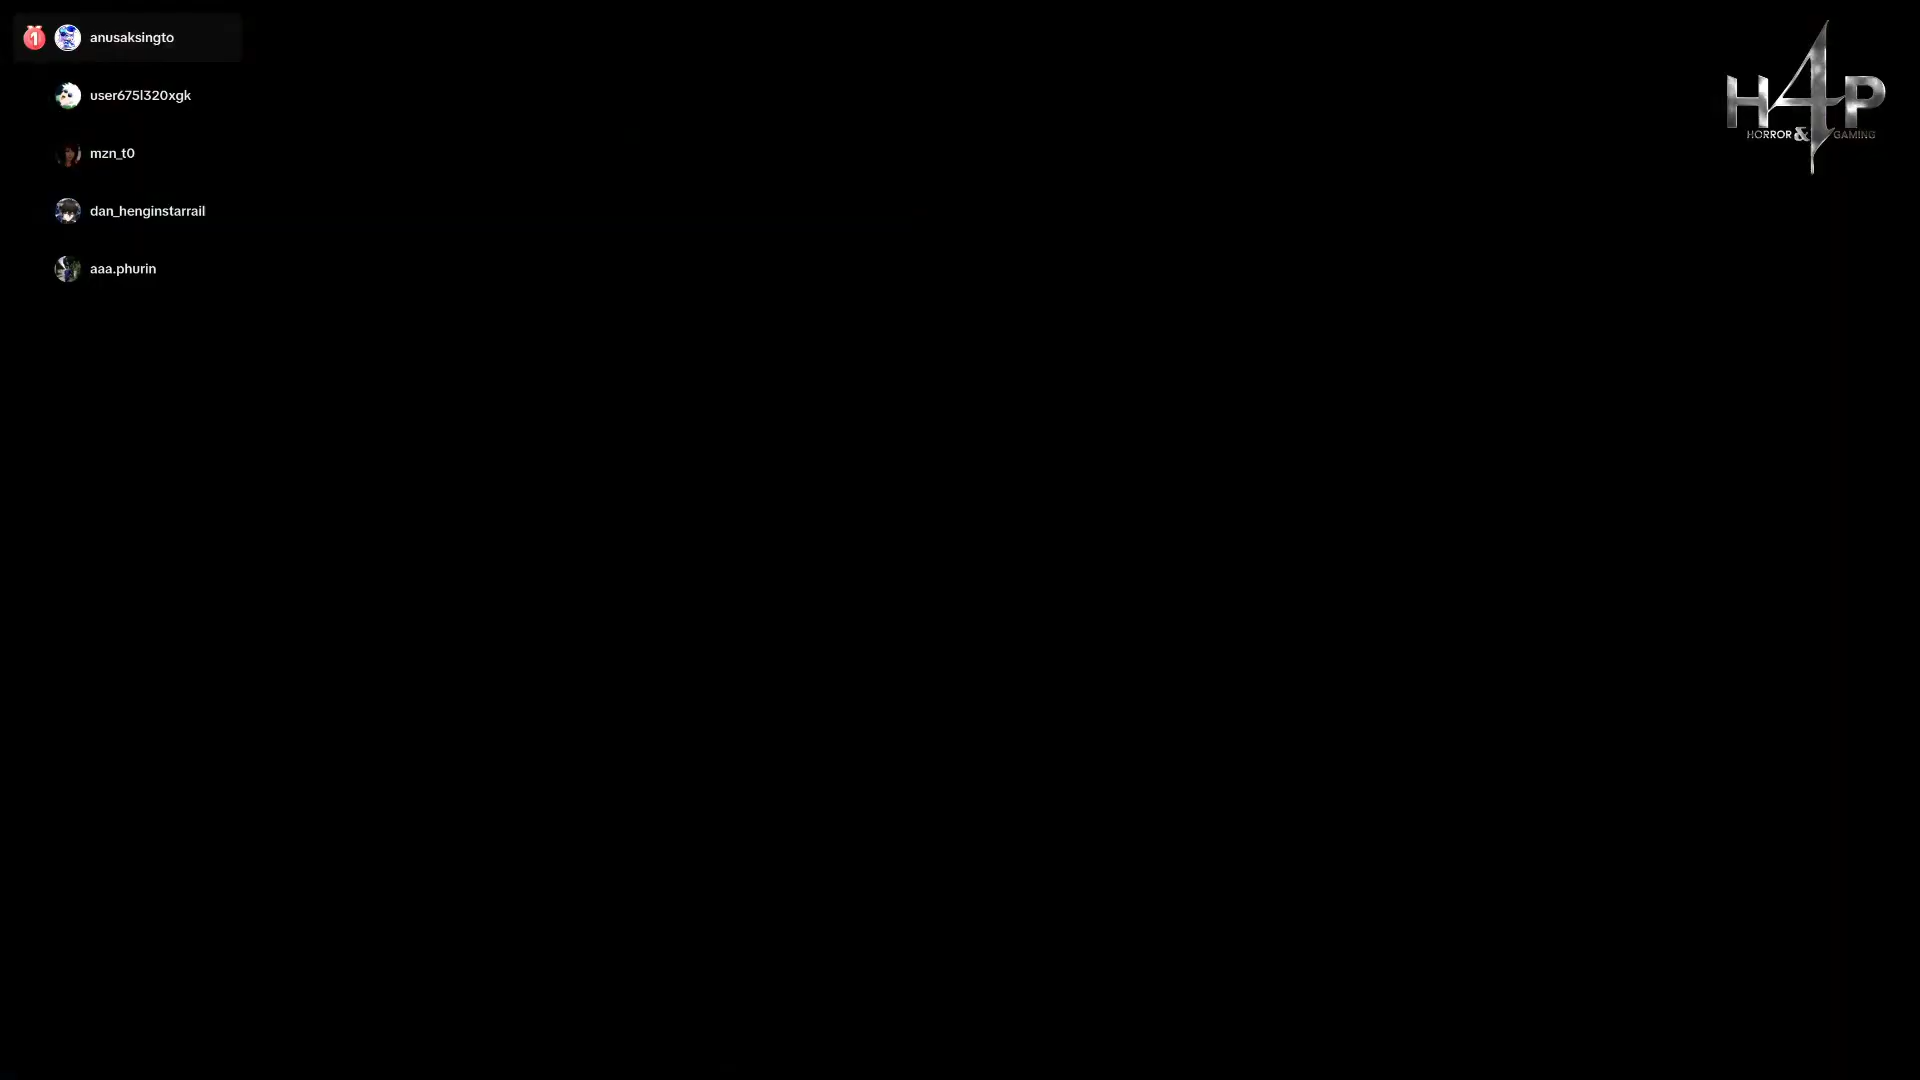 1 anusaksingto
user675l320xgk
mzn_t0
dan_henginstarrail
aaa.phurin
H4P
HORROR & GAMING